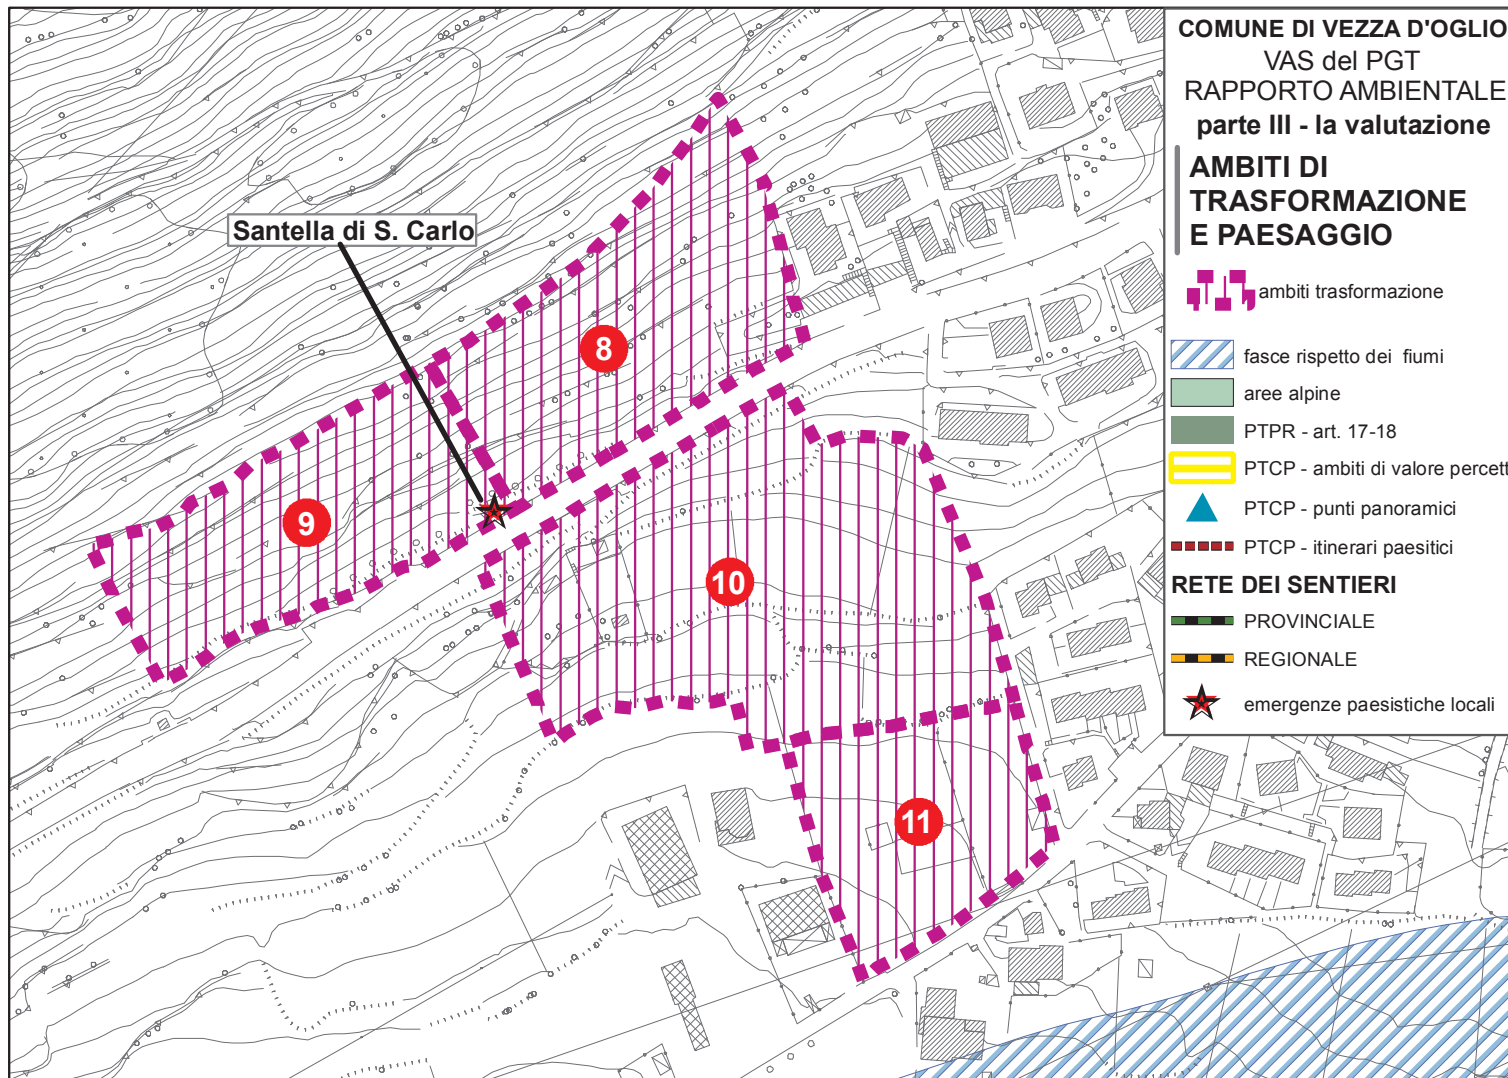 COMUNE DI VEZZA D'OGLIO
VAS del PGT
RAPPORTO AMBIENTALE
parte III - la valutazione
AMBITI DI
TRASFORMAZIONE
E PAESAGGIO
ambiti trasformazione
fasce rispetto dei fiumi
aree alpine
PTPR - art. 17-18
PTCP - ambiti di valore percett
PTCP - punti panoramici
PTCP - itinerari paesitici
RETE DEI SENTIERI
PROVINCIALE
REGIONALE
emergenze paesistiche locali
Santella di S. Carlo
8
9
10
11